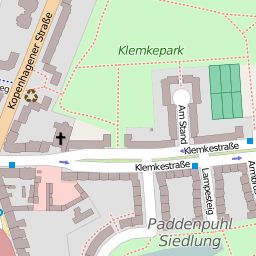 Klemkepark
Kopenhagener Straße
Am Stand
Klemkestraße
Klemkestraße
Lampesteig
Paddenpuhl
Siedlung